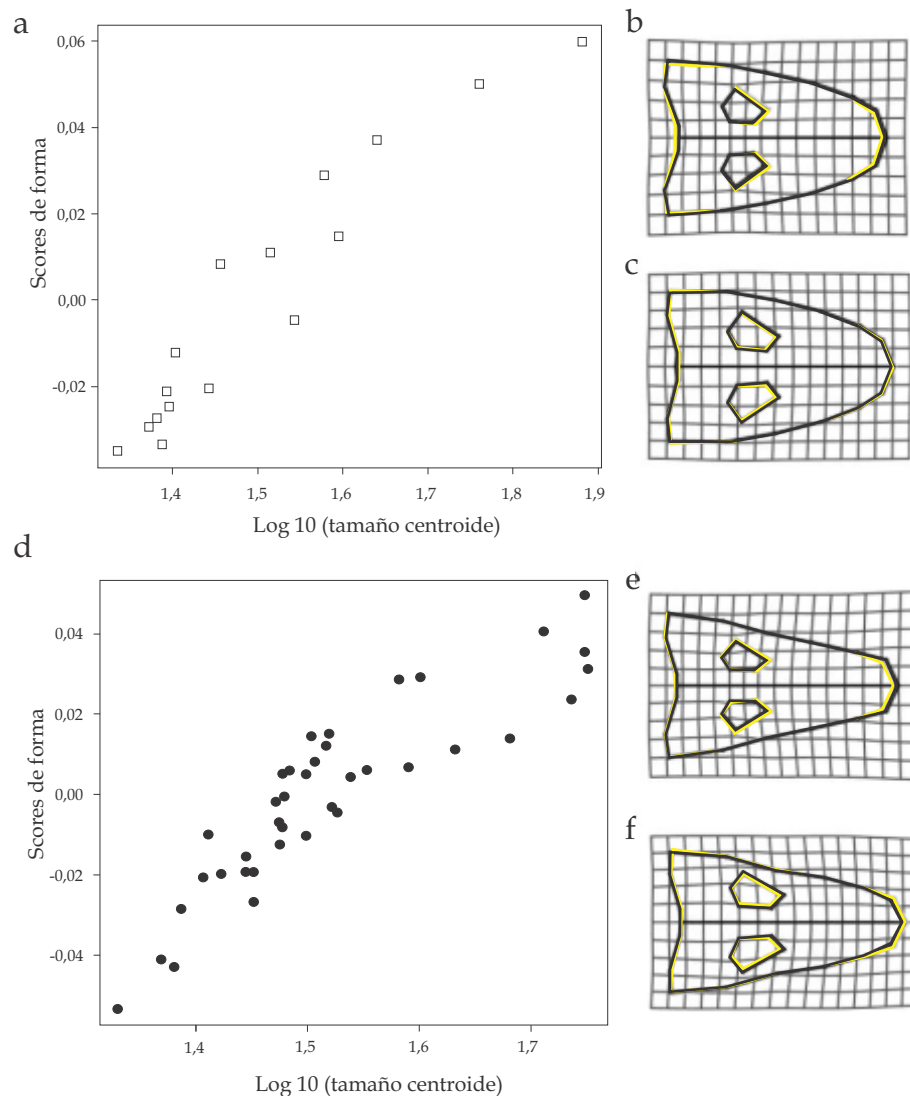 a
0,06
0,04
0,02
0,00
-0,02
Scores de forma
1,4 1,5 1,6 1,7 1,8 1,9
Log 10 (tamaño centroide)
b
c
d
0,04
0,02
0,00
-0,02
-0,04
Scores de forma
1,4 1,5 1,6 1,7
Log 10 (tamaño centroide)
e
f